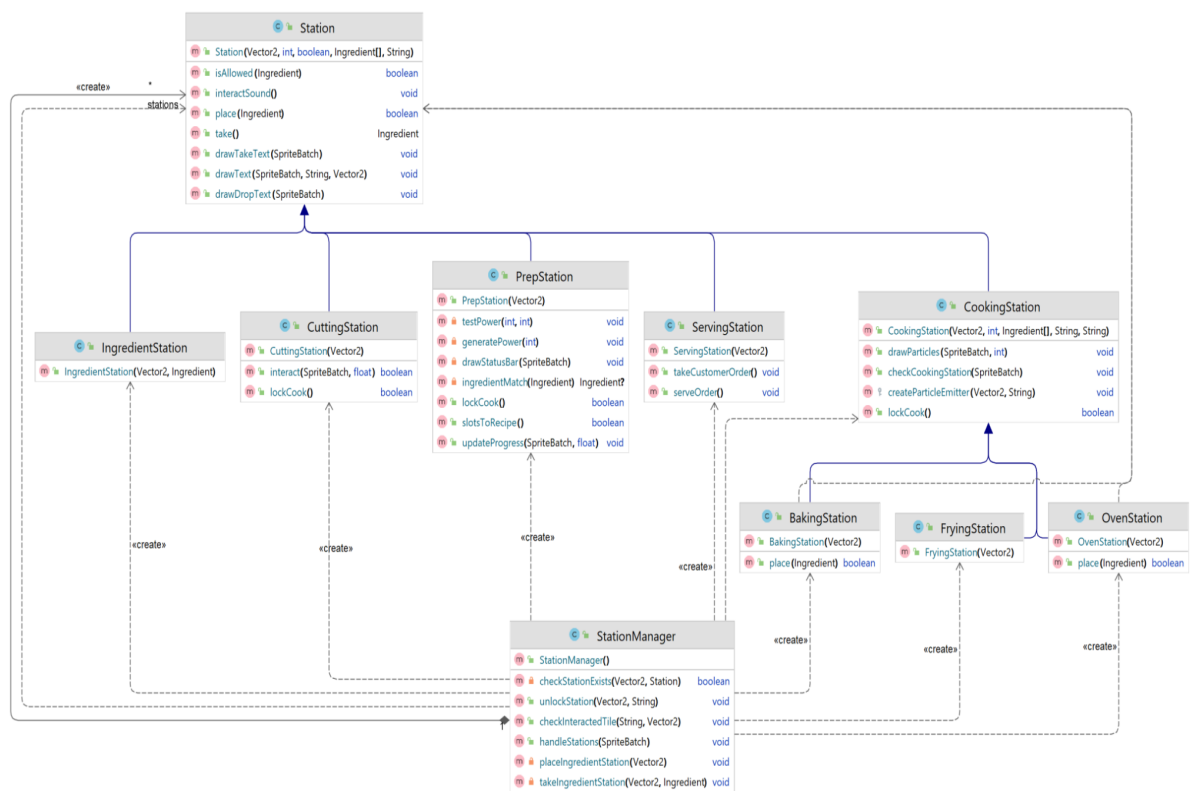 Station
Station(Vector2, int, boolean, Ingredient[], String)
isAllowed(Ingredient) boolean
interactSound() void
place(Ingredient) boolean
take() Ingredient
drawTakeText(SpriteBatch) void
drawText(SpriteBatch, String, Vector2) void
drawDropText(SpriteBatch) void
«create»
*
stations
IngredientStation
IngredientStation(Vector2, Ingredient)
CuttingStation
CuttingStation(Vector2)
interact(SpriteBatch, float) boolean
lockCook() boolean
PrepStation
PrepStation(Vector2)
testPower(int, int) void
generatePower(int) void
drawStatusBar(SpriteBatch) void
ingredientMatch(Ingredient) Ingredient?
lockCook() boolean
slotsToRecipe() boolean
updateProgress(SpriteBatch, float) void
ServingStation
ServingStation(Vector2)
takeCustomerOrder() void
serveOrder() void
CookingStation
CookingStation(Vector2, int, Ingredient[], String, String)
drawParticles(SpriteBatch, int) void
checkCookingStation(SpriteBatch) void
createParticleEmitter(Vector2, String) void
lockCook() boolean
BakingStation
BakingStation(Vector2)
place(Ingredient) boolean
FryingStation
FryingStation(Vector2)
OvenStation
OvenStation(Vector2)
place(Ingredient) boolean
«create»
«create»
«create»
«create»
«create»
«create»
«create»
StationManager
StationManager()
checkStationExists(Vector2, Station) boolean
unlockStation(Vector2, String) void
checkInteractedTile(String, Vector2) void
handleStations(SpriteBatch) void
placeIngredientStation(Vector2) void
takeIngredientStation(Vector2, Ingredient) void
1